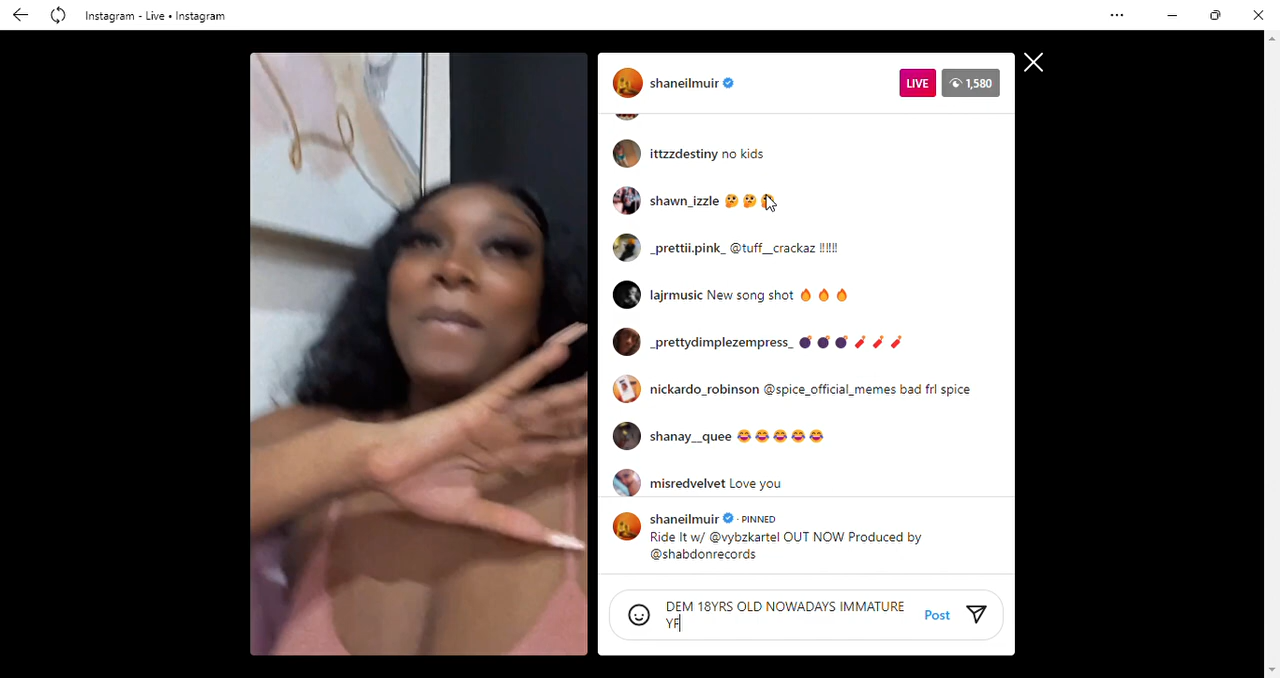 Instagram - Live • Instagram
shaneilmuir
LIVE
1,580
ittzzdestiny no kids
shawn_izzle 🤔 🤔 🤔
_prettii.pink_ @tuff__crackaz !!!!!!
lajrmusic New song shot 🔥 🔥 🔥
_prettydimplezempress_ 💣 💣 💣 🧨 🧨 🧨
nickardo_robinson @spice_official_memes bad frl spice
shanay__quee 😂 😂 😂 😂 😂
misredvelvet Love you
shaneilmuir · PINNED
Ride It w/ @vybzkartel OUT NOW Produced by
@shabdonrecords
DEM 18YRS OLD NOWADAYS IMMATURE
YF
Post